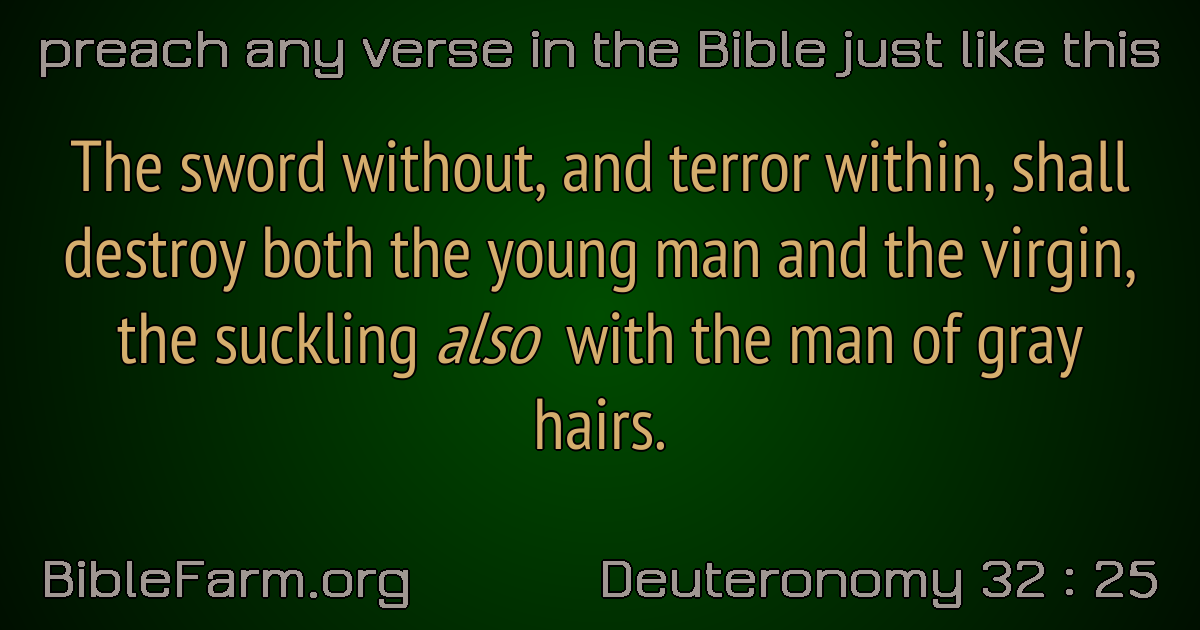 preach any verse in the Bible just like this
The sword without, and terror within, shall
destroy both the young man and the virgin,
the suckling also with the man of gray
hairs.
BibleFarm.org
Deuteronomy 32 : 25